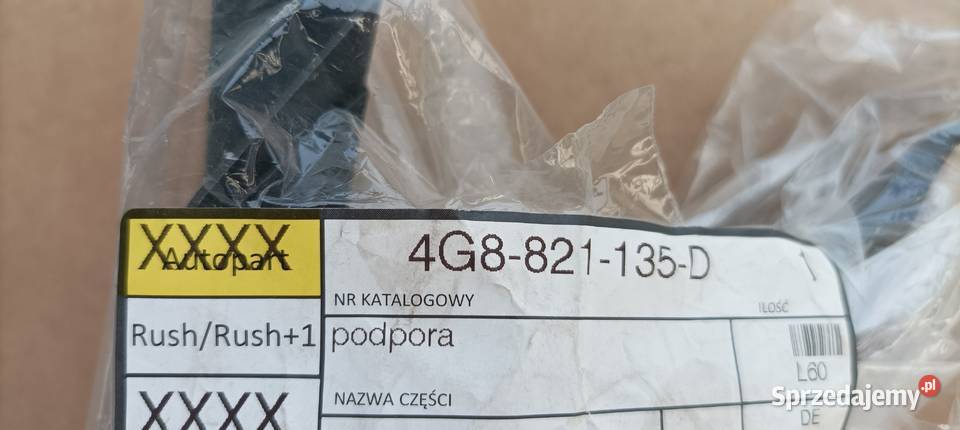 XXXX
Autopart
4G8-821-135-D
1
NR KATALOGOWY
ILOŚĆ
Rush/Rush+1
podpora
L60
NAZWA CZĘŚCI
DE
XXXX
Sprzedajemy.pl